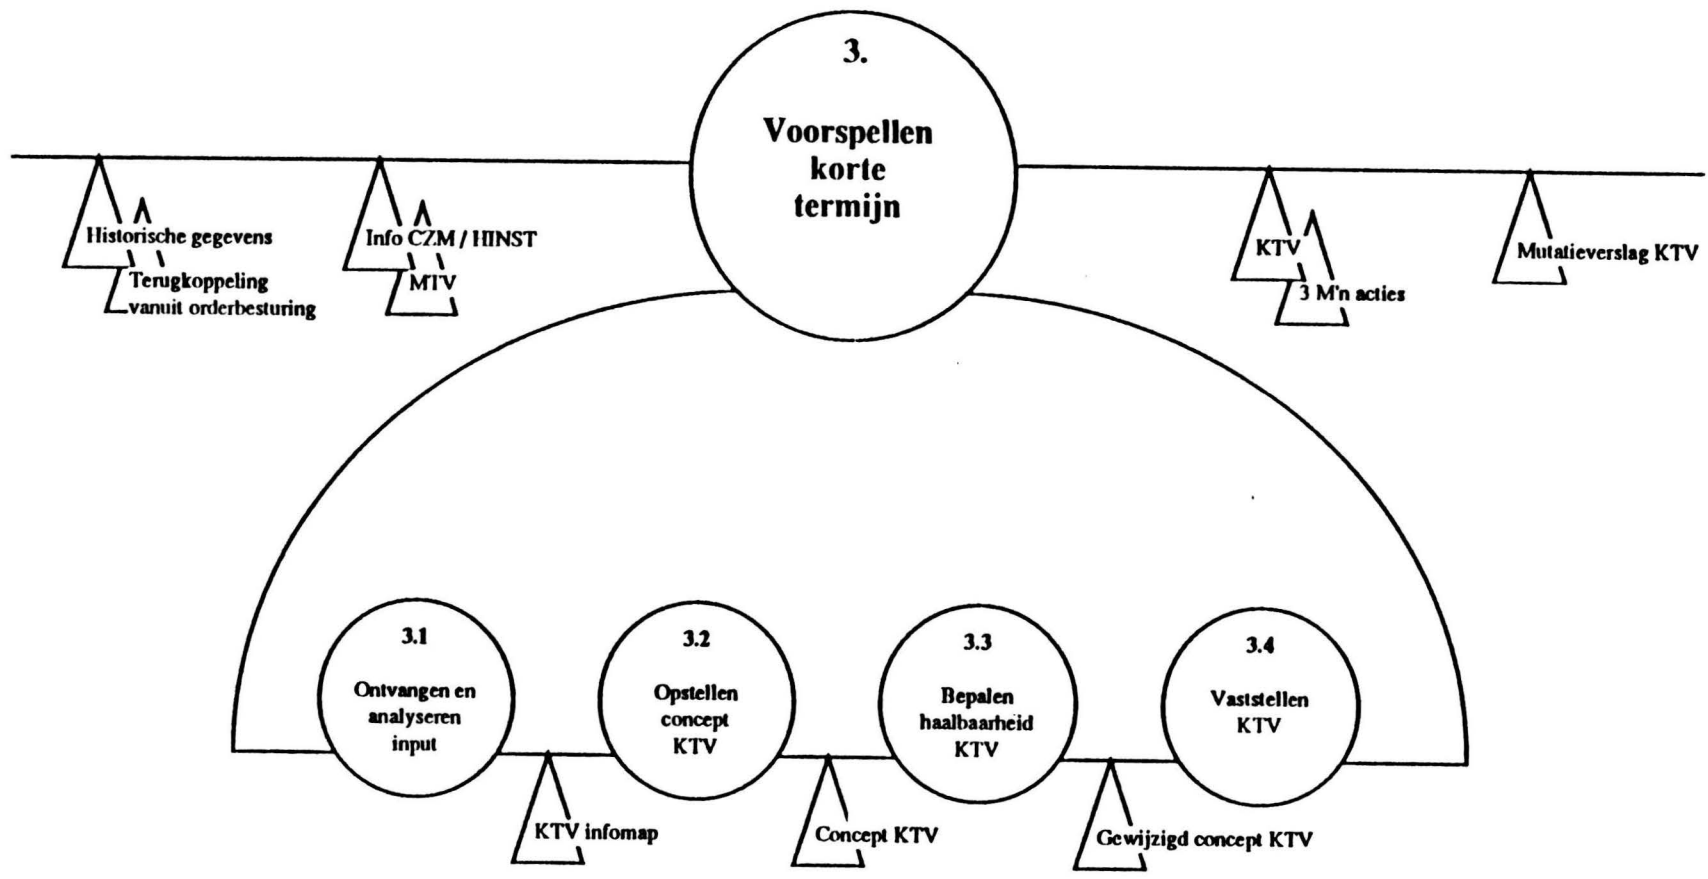 3.
Voorspellen
korte
termijn
Historische gegevens
Terugkoppeling
vanuit orderbesturing
Info CZM / HINST
MTV
KTV
3 M'n acties
Mutatieverslag KTV
3.1
Ontvangen en
analyseren
input
3.2
Opstellen
concept
KTV
3.3
Bepalen
haalbaarheid
KTV
3.4
Vaststellen
KTV
KTV infomap
Concept KTV
Gewijzigd concept KTV